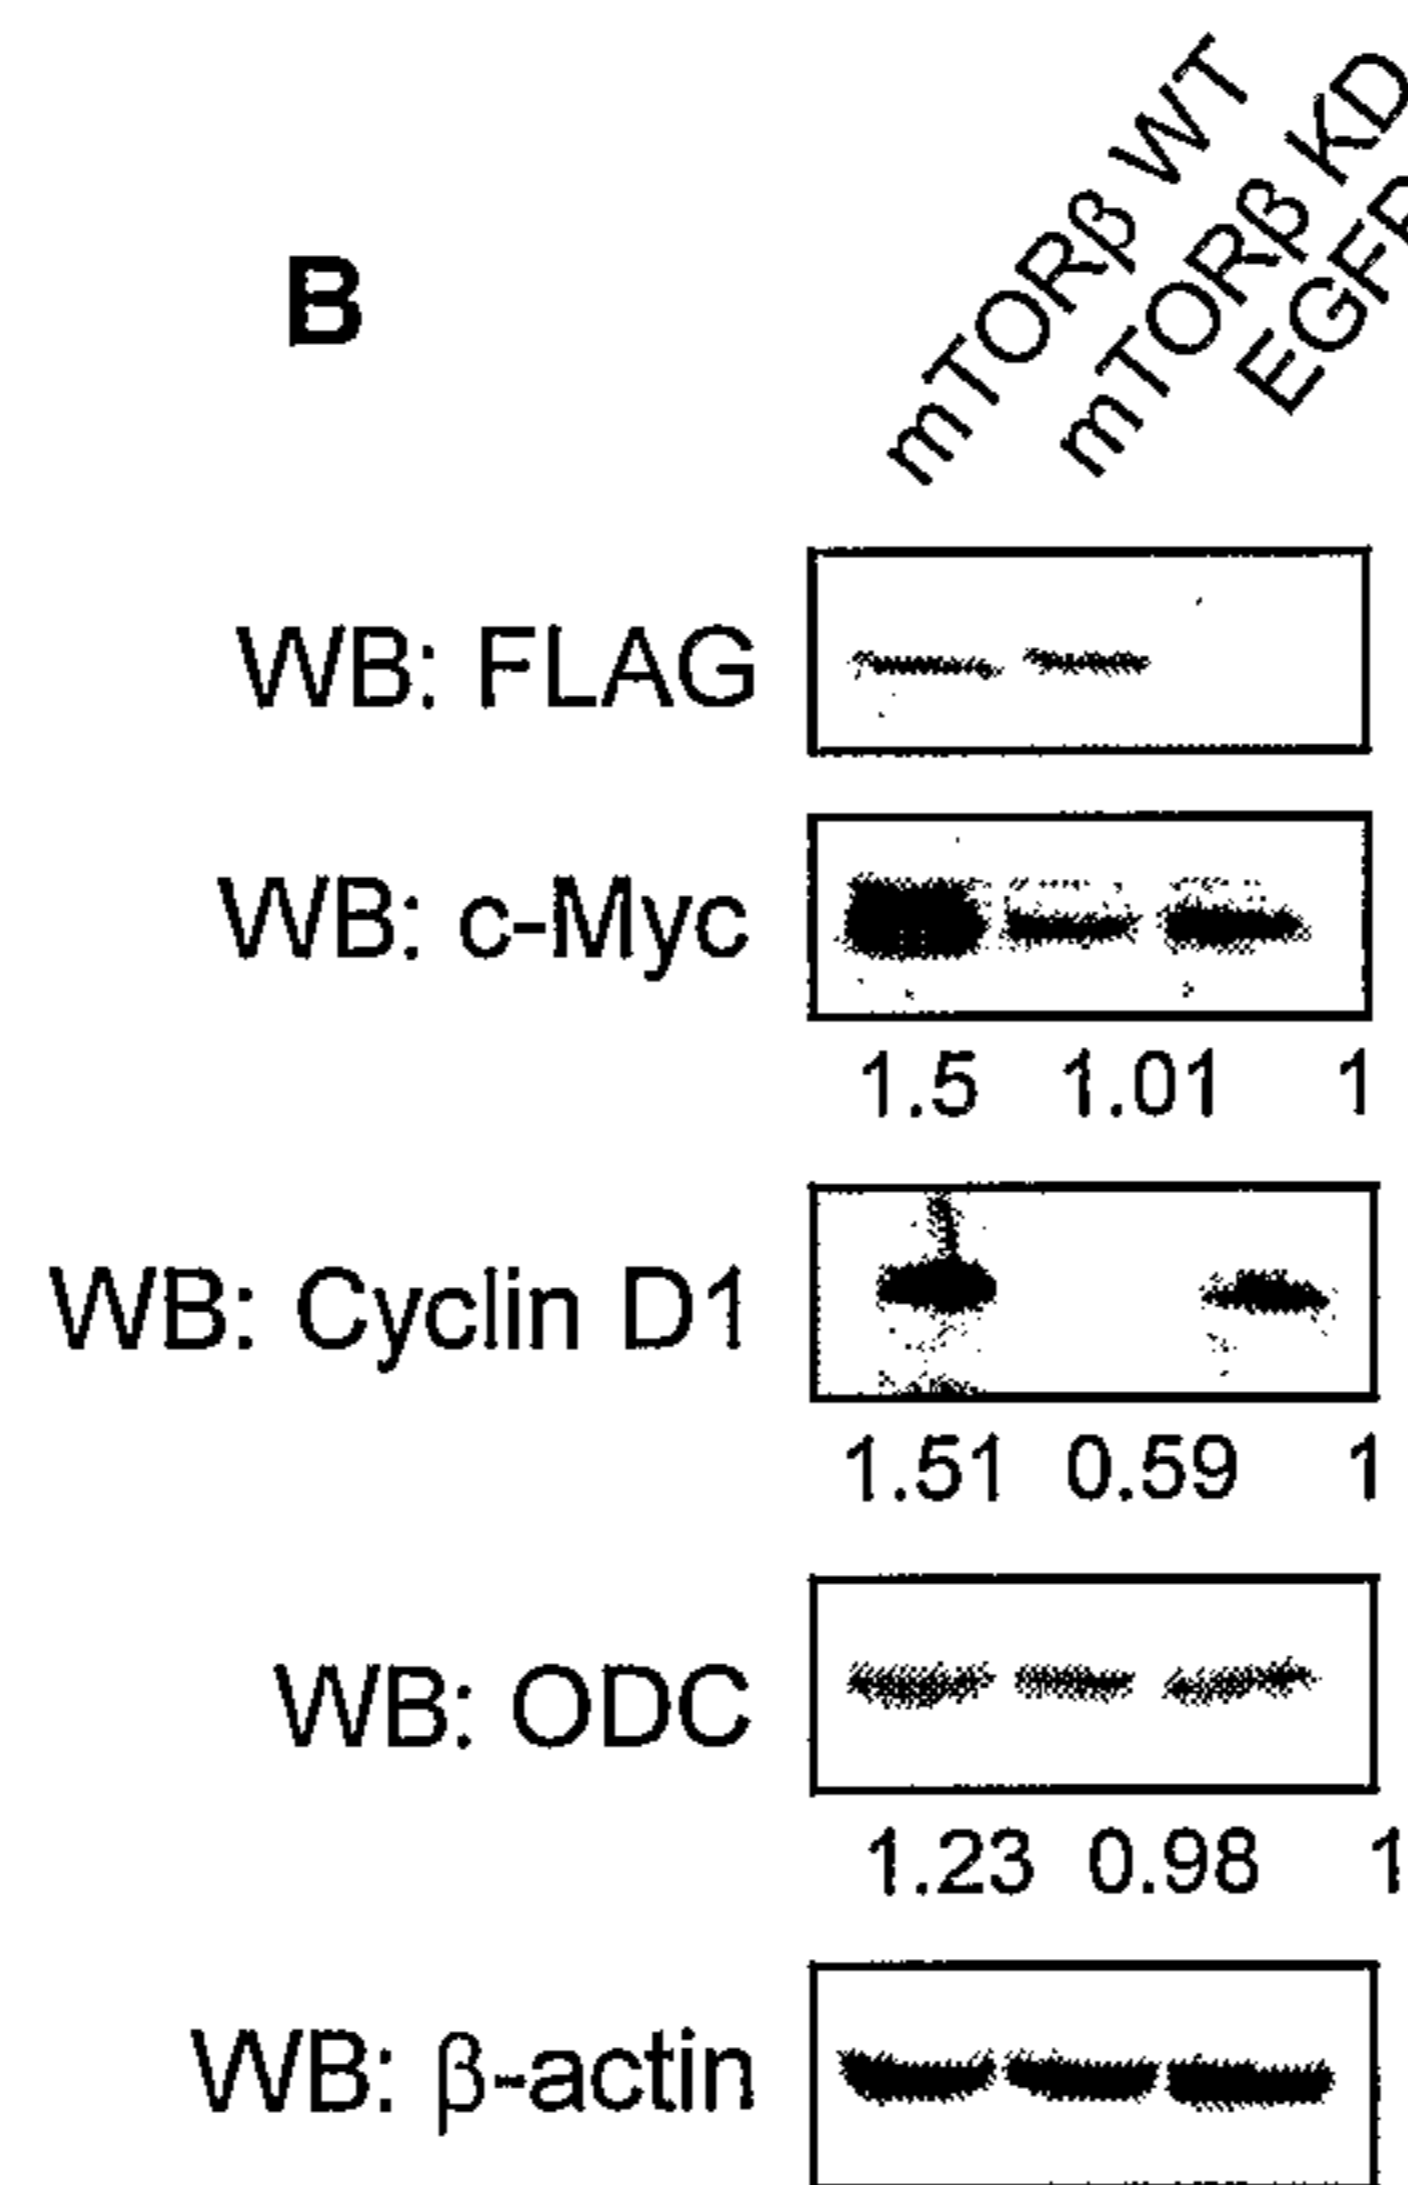 B
mTORβ WT
mTORβ KD
EGFP
WB: FLAG
WB: c-Myc
1.5 1.01 1
WB: Cyclin D1
1.51 0.59 1
WB: ODC
1.23 0.98 1
WB: β-actin